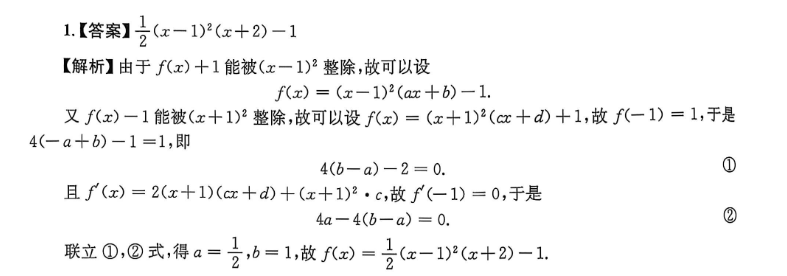 1.【答案】$\frac{1}{2}(x-1)^2(x+2)-1$
【解析】由于 $f(x)+1$ 能被$(x-1)^2$ 整除,故可以设
$f(x)=(x-1)^2(ax+b)-1.$
又 $f(x)-1$ 能被$(x+1)^2$ 整除,故可以设 $f(x)=(x+1)^2(cx+d)+1$,故 $f(-1)=1$,于是
$4(-a+b)-1=1$,即
$4(b-a)-2=0.$ ①
且 $f'(x)=2(x+1)(cx+d)+(x+1)^2\cdot c$,故 $f'(-1)=0$,于是
$4a-4(b-a)=0.$ ②
联立 ①,② 式,得 $a=\frac{1}{2},b=1$,故 $f(x)=\frac{1}{2}(x-1)^2(x+2)-1.$